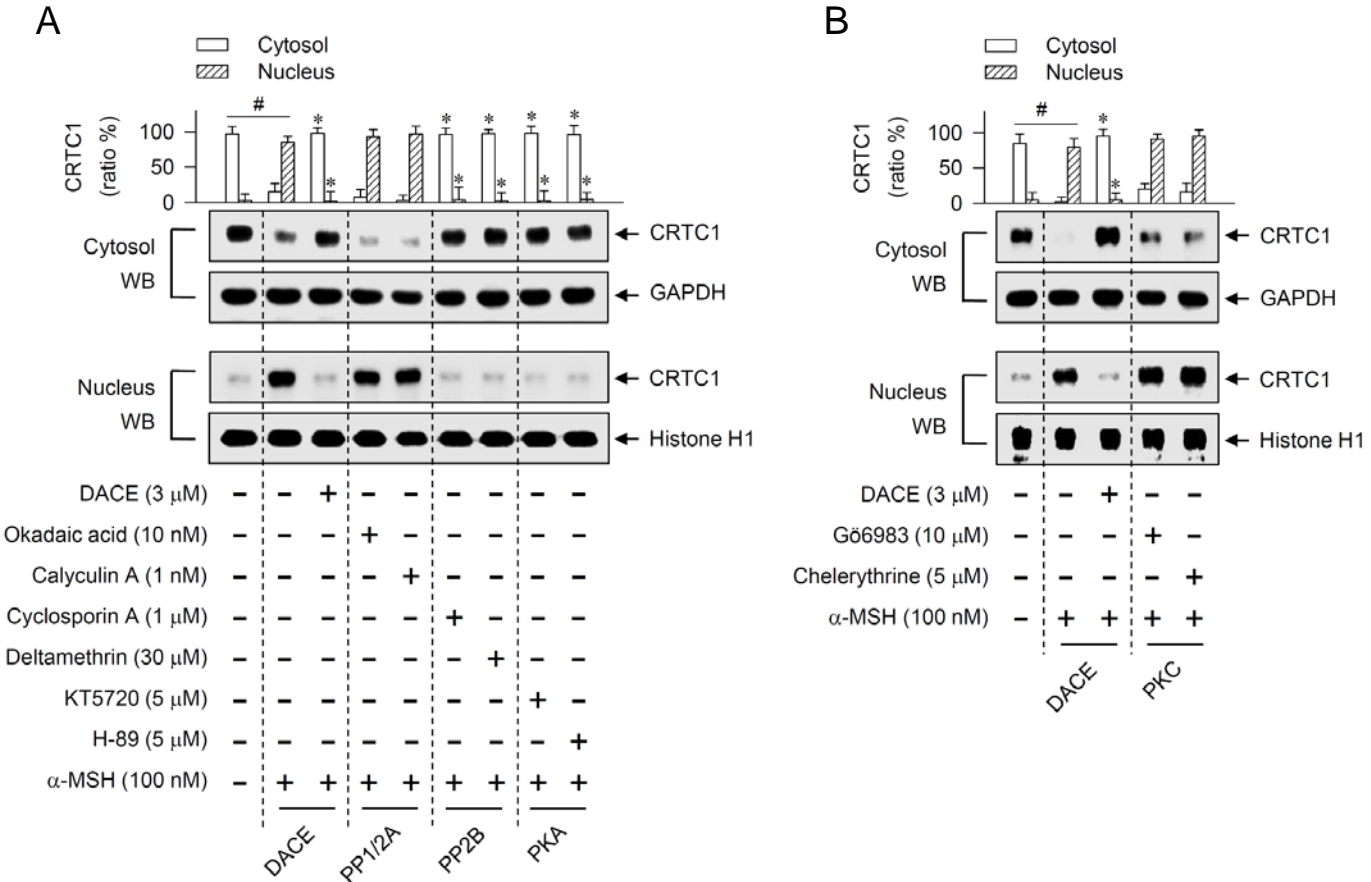 A
Cytosol
Nucleus
CRTC1
(ratio %)
100
50
0
#
* * * * * *
* * * * *
Cytosol
WB
CRTC1
GAPDH
Nucleus
WB
CRTC1
Histone H1
DACE (3 μM) – – + – – – – – –
Okadaic acid (10 nM) – – – + – – – – –
Calyculin A (1 nM) – – – – + – – – –
Cyclosporin A (1 μM) – – – – – + – – –
Deltamethrin (30 μM) – – – – – – + – –
KT5720 (5 μM) – – – – – – – + –
H-89 (5 μM) – – – – – – – – +
α-MSH (100 nM) – + + + + + + + +
DACE
PP1/2A
PP2B
PKA
B
Cytosol
Nucleus
CRTC1
(ratio %)
100
50
0
#
*
*
Cytosol
WB
CRTC1
GAPDH
Nucleus
WB
CRTC1
Histone H1
DACE (3 μM) – – + – –
Gö6983 (10 μM) – – – + –
Chelerythrine (5 μM) – – – – +
α-MSH (100 nM) – + + + +
DACE
PKC